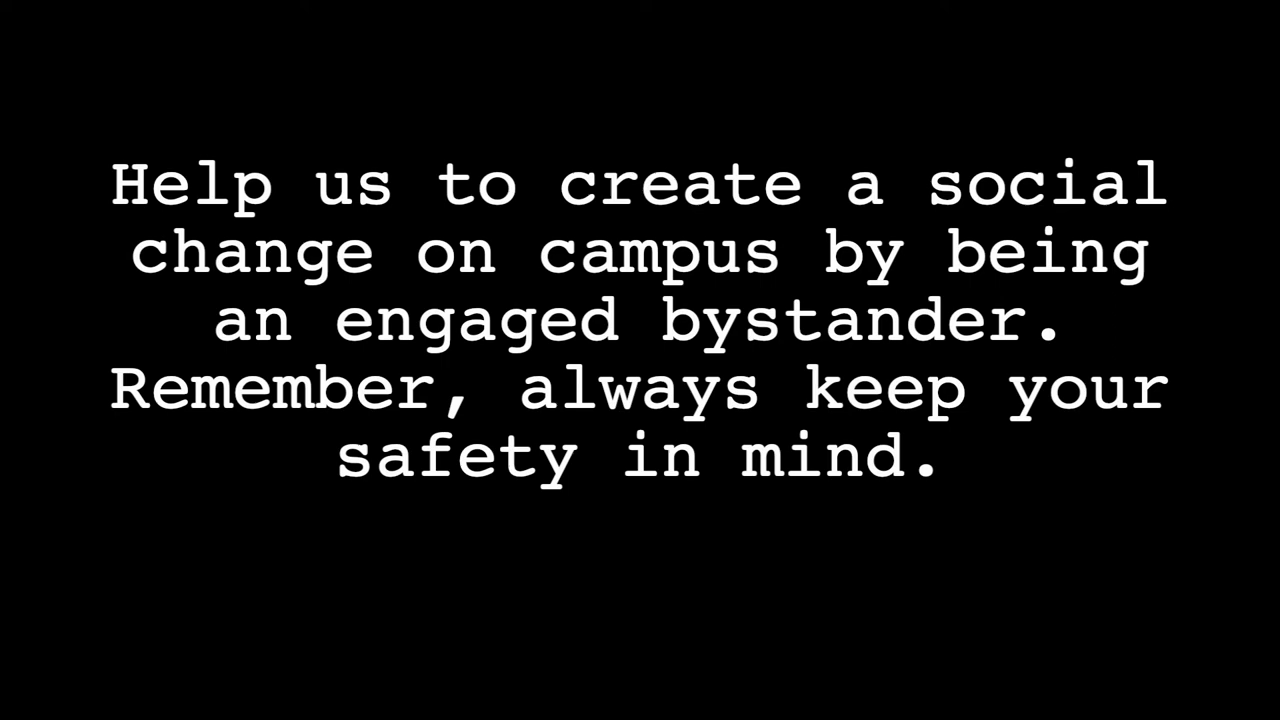 Help us to create a social
change on campus by being
an engaged bystander.
Remember, always keep your
safety in mind.